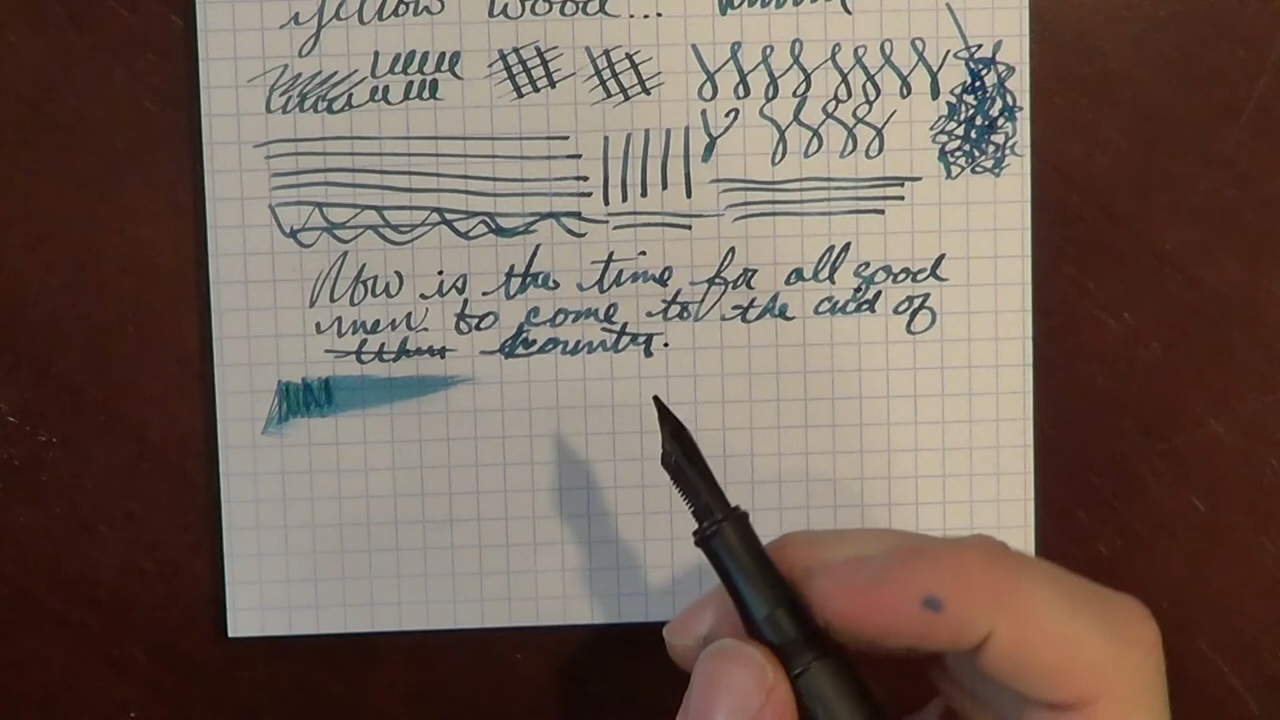 yellow wood...
Now is the time for all good
men to come to the aid of
country.